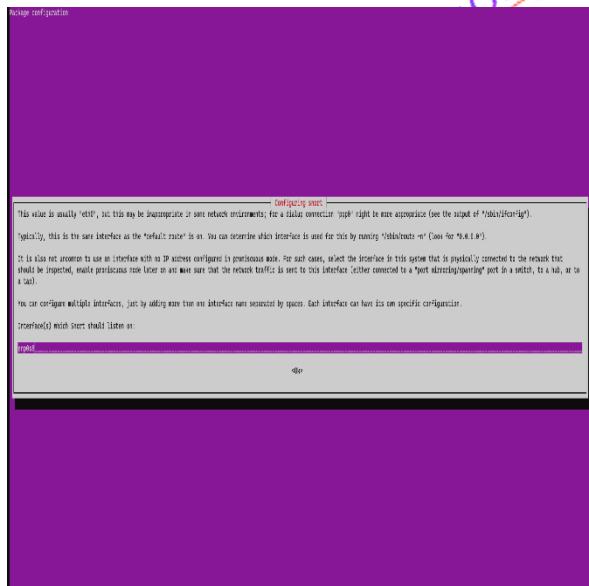 Package configuration
Configuring snort
This value is usually "eth0", but this may be inappropriate in some network environments; for a dialup connection "ppp0" might be more appropriate (see the output of "/sbin/ifconfig").
Typically, this is the same interface as the "default route" is on. You can determine which interface is used for this by running "/sbin/route -n" (look for "0.0.0.0").
It is also not uncommon to use an interface with no IP address configured in promiscuous mode. For such cases, select the interface in this system that is physically connected to the network that
should be inspected, enable promiscuous mode later on and make sure that the network traffic is sent to this interface (either connected to a "port mirroring/spanning" port in a switch, to a hub, or to
a tap).
You can configure multiple interfaces, just by adding more than one interface name separated by spaces. Each interface can have its own specific configuration.
Interface(s) which Snort should listen on:
<Ok>